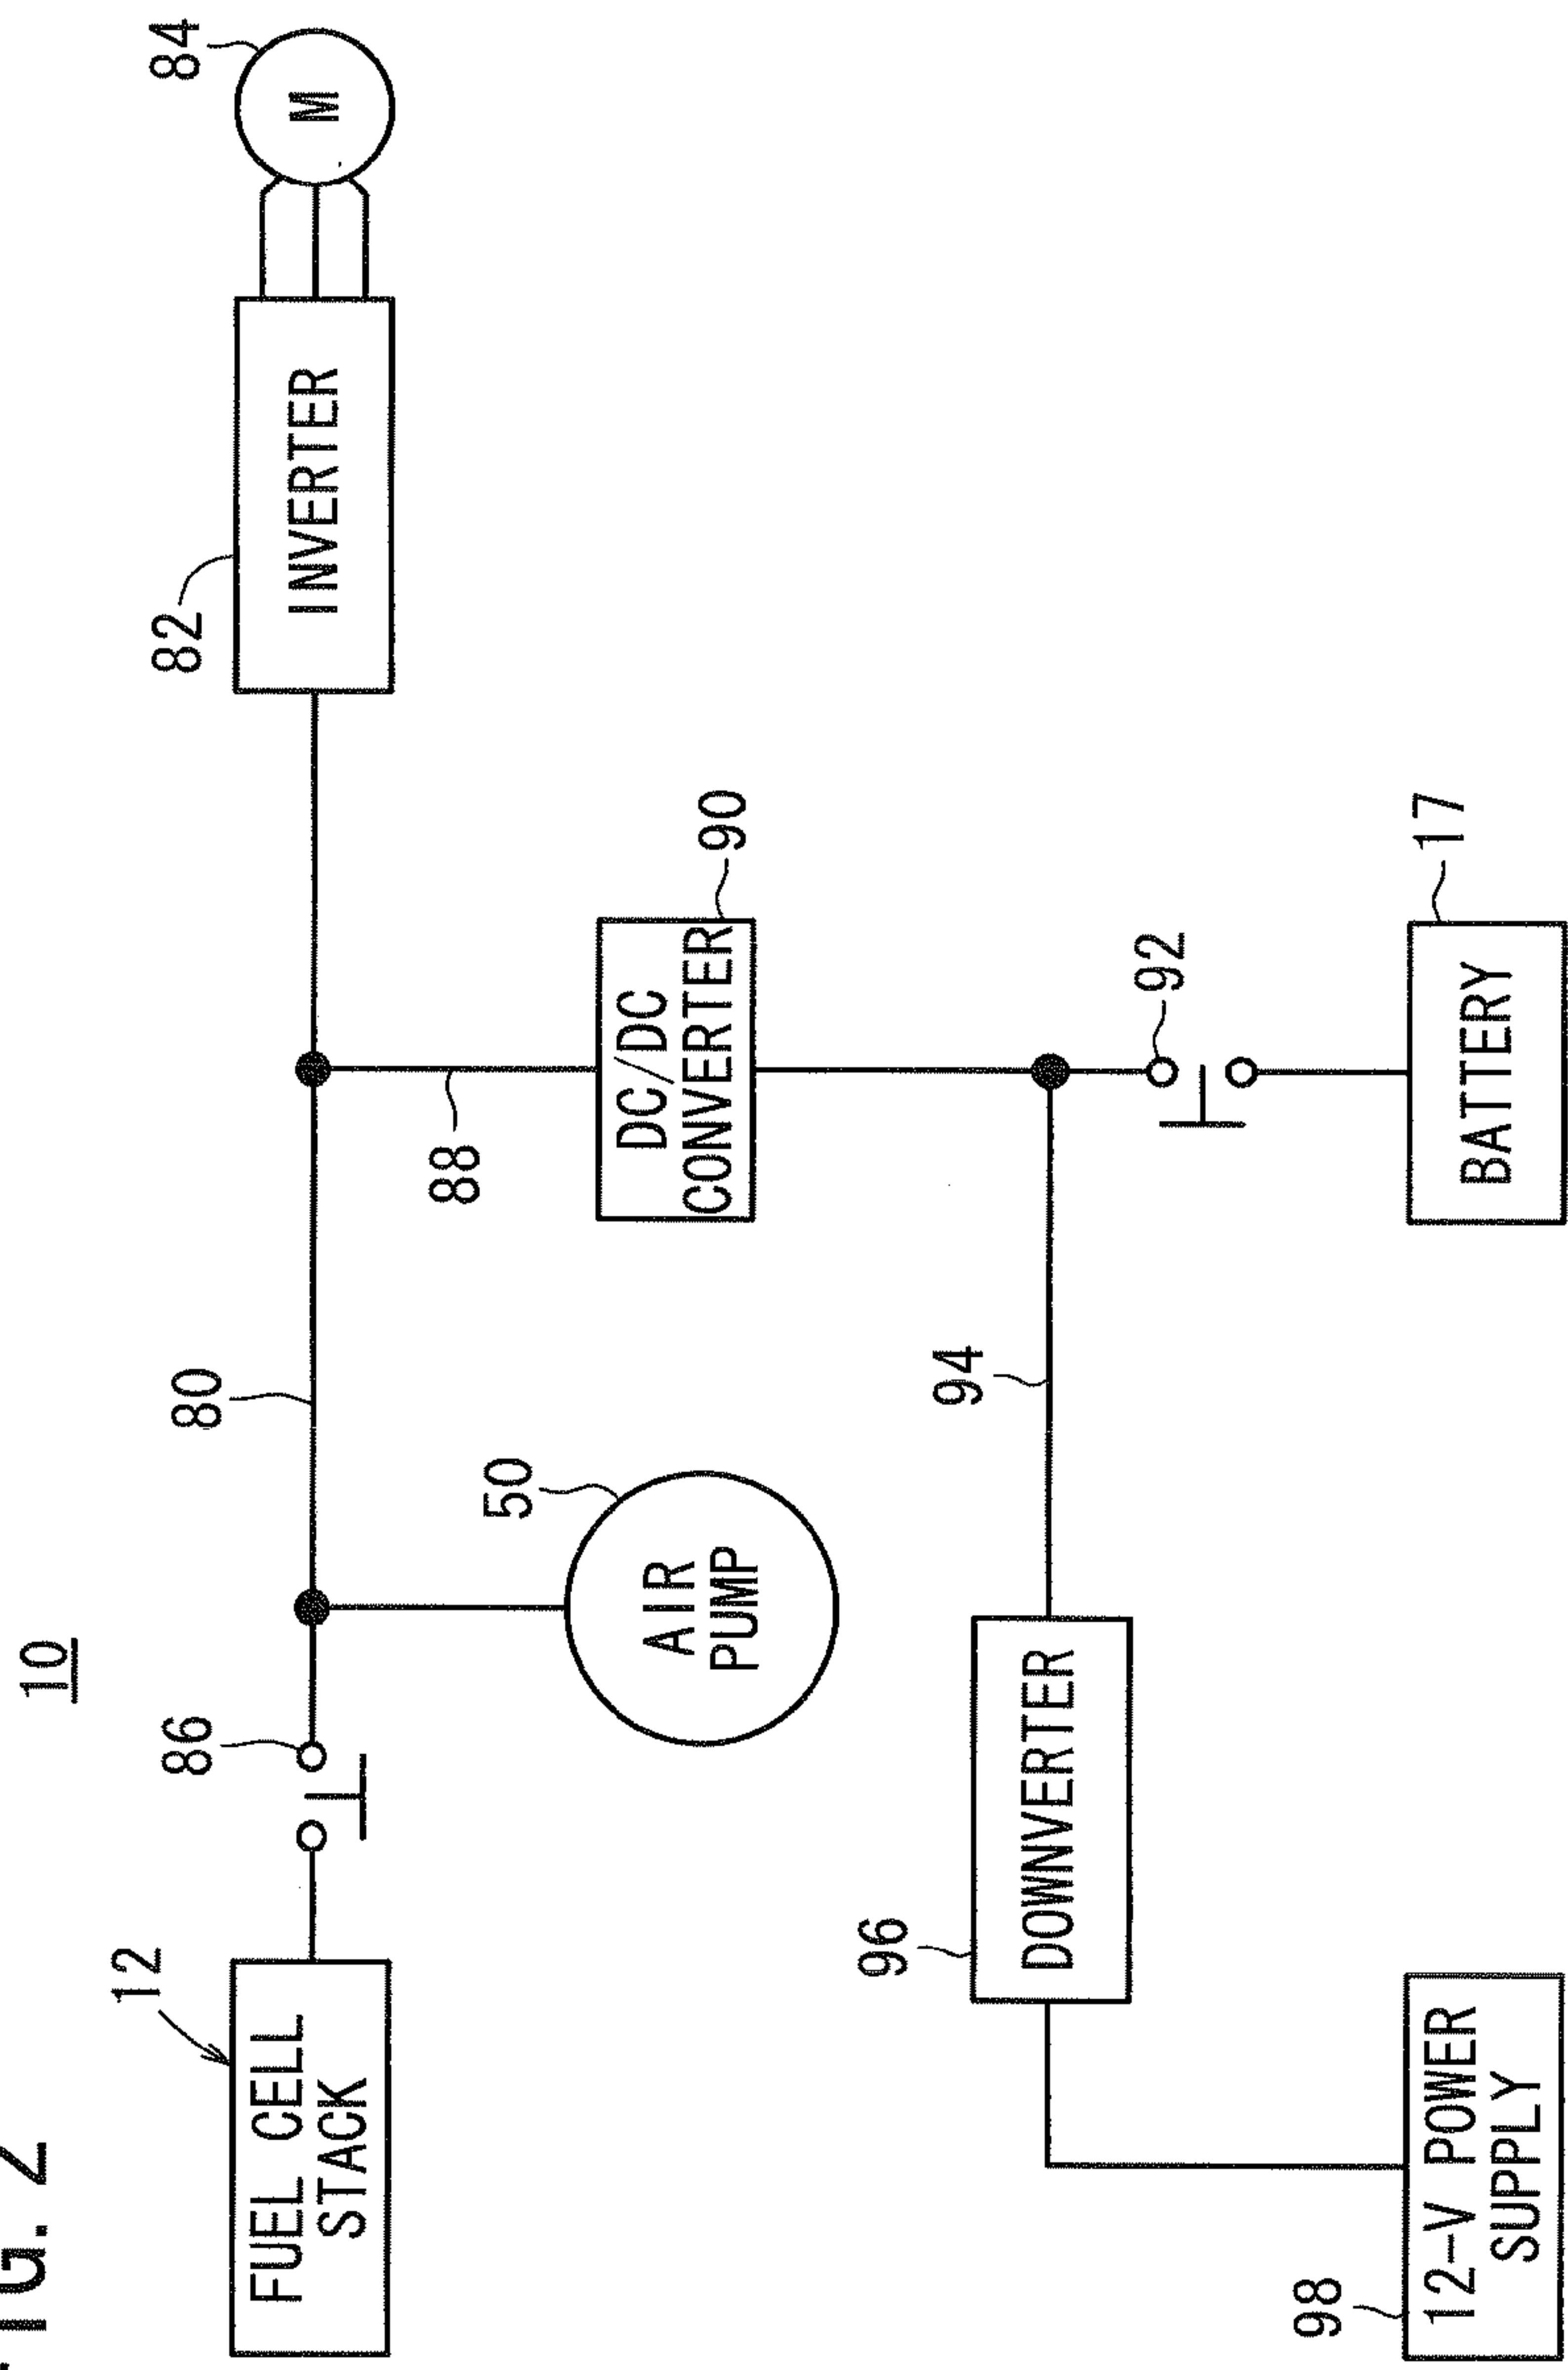 FIG. 2
10
12
FUEL CELL
STACK
86
80
82
INVERTER
84
M
50
AIR
PUMP
88
90
DC/DC
CONVERTER
96
DOWNVERTER
94
92
98
12-V POWER
SUPPLY
17
BATTERY